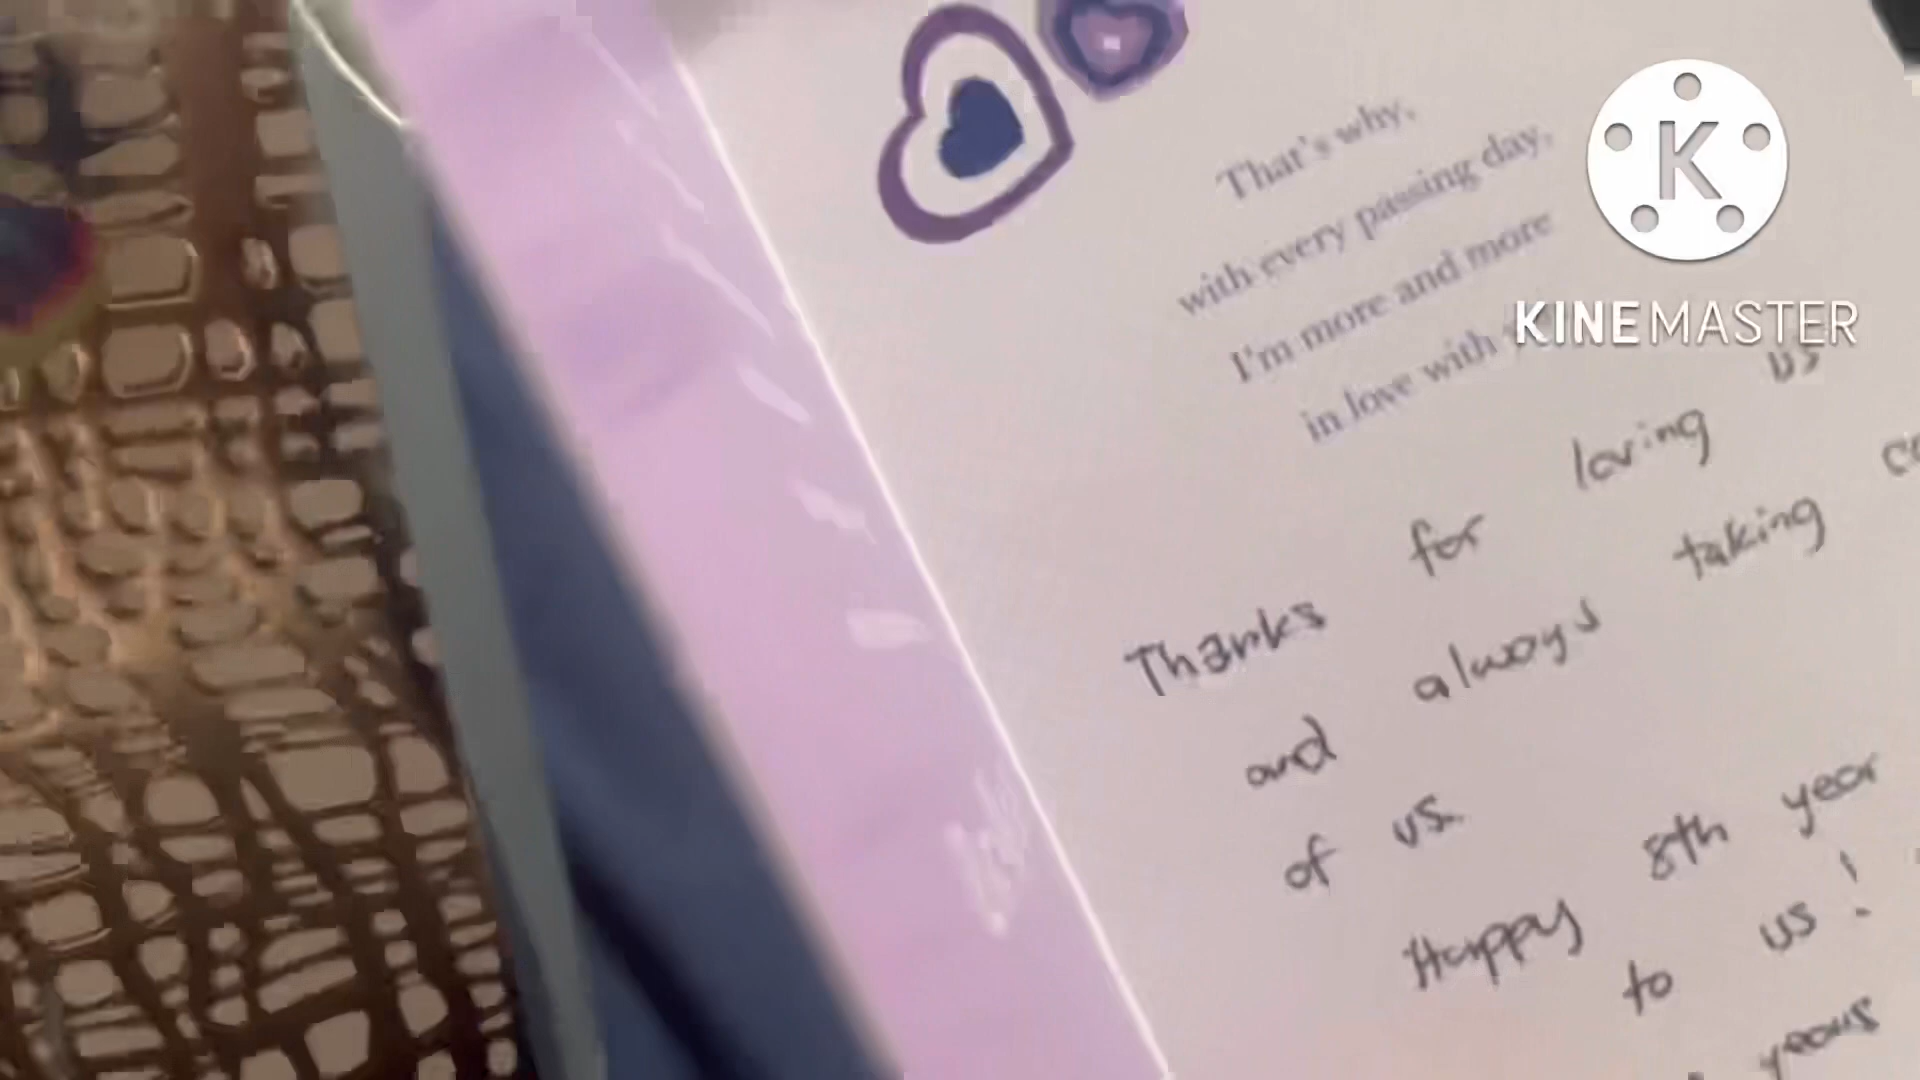 That's why,
with every passing day,
I'm more and more
in love with
Thanks for loving us
and always taking
of us.
Happy 8th year
to us!
years
K
KINEMASTER